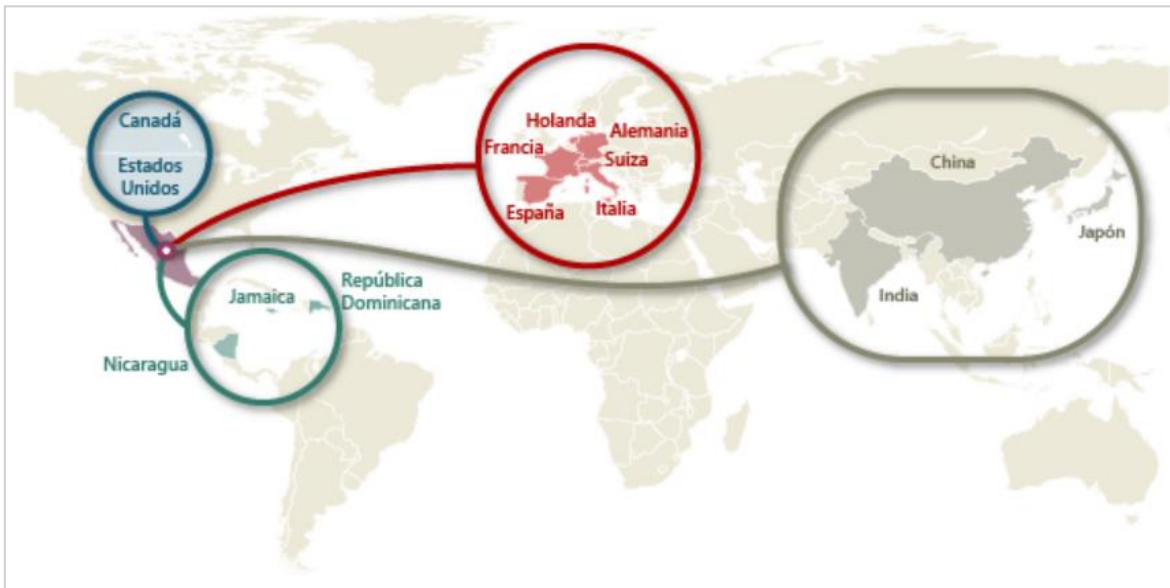 Canadá
Estados
Unidos
Holanda
Alemania
Francia
Suiza
España
Italia
China
Japón
India
Jamaica
República
Dominicana
Nicaragua